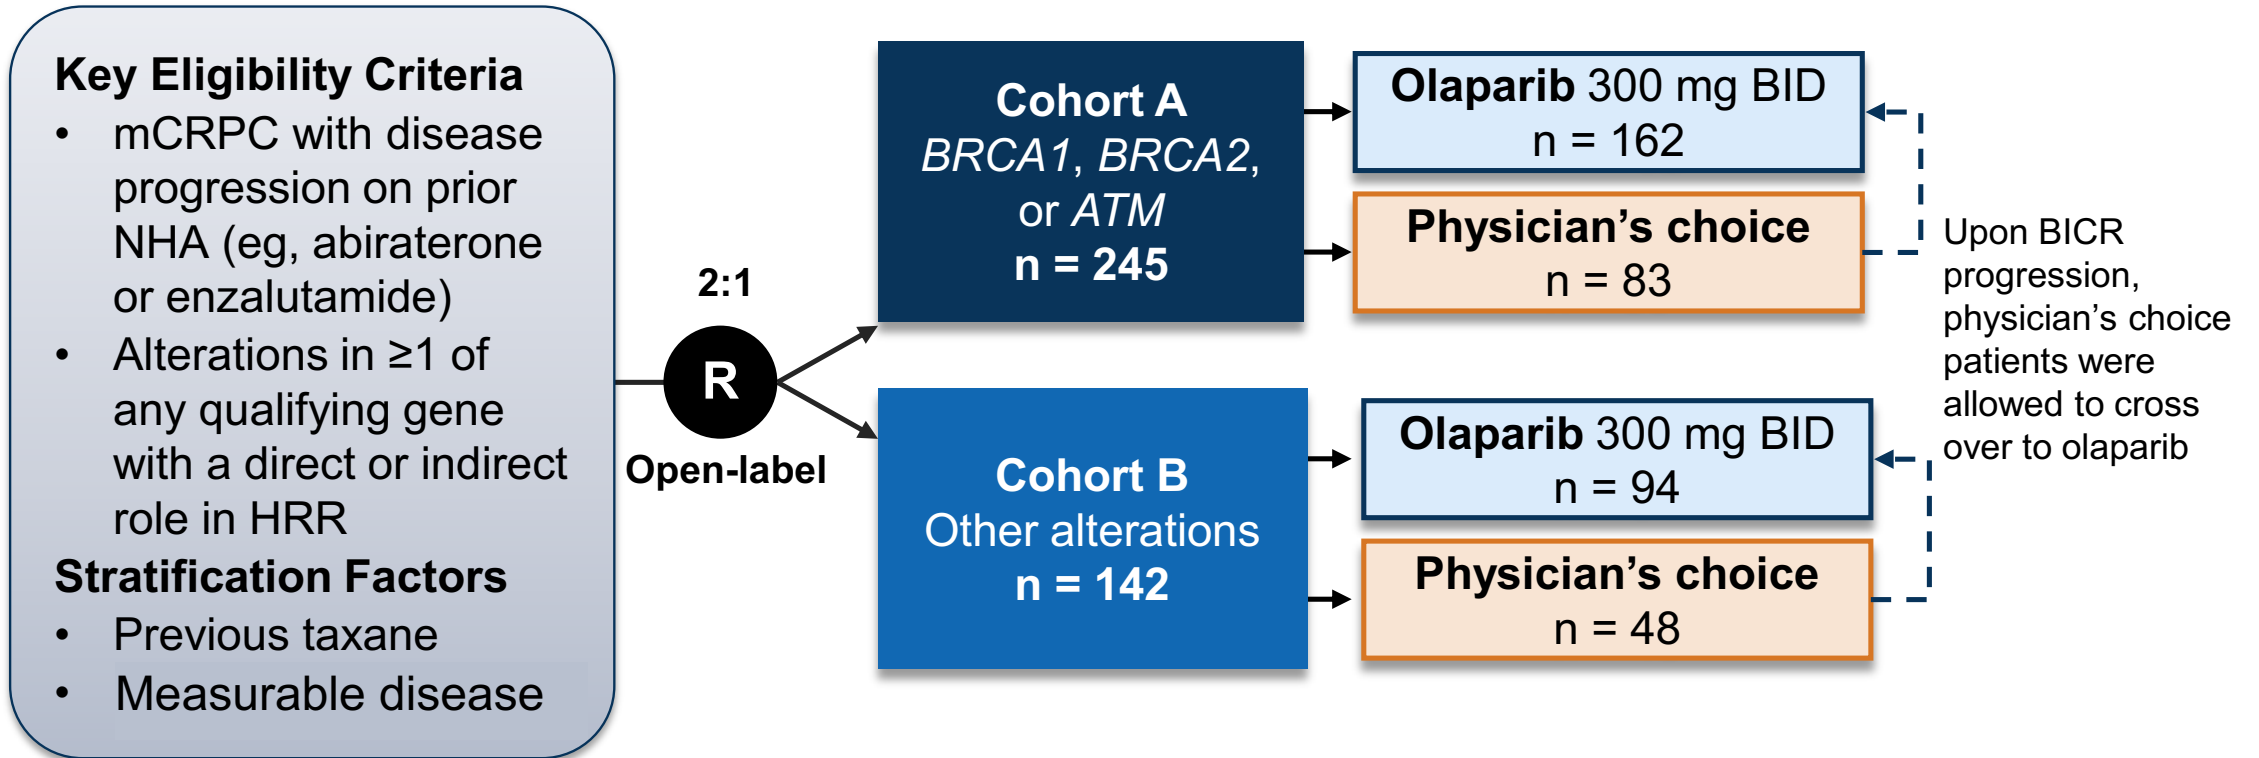 Key Eligibility Criteria
• mCRPC with disease
progression on prior
NHA (eg, abiraterone
or enzalutamide)
• Alterations in ≥1 of
any qualifying gene
with a direct or indirect
role in HRR
Stratification Factors
• Previous taxane
• Measurable disease
2:1
R
Open-label
Cohort A
BRCA1, BRCA2,
or ATM
n = 245
Olaparib 300 mg BID
n = 162
Physician’s choice
n = 83
Cohort B
Other alterations
n = 142
Olaparib 300 mg BID
n = 94
Physician’s choice
n = 48
Upon BICR
progression,
physician’s choice
patients were
allowed to cross
over to olaparib